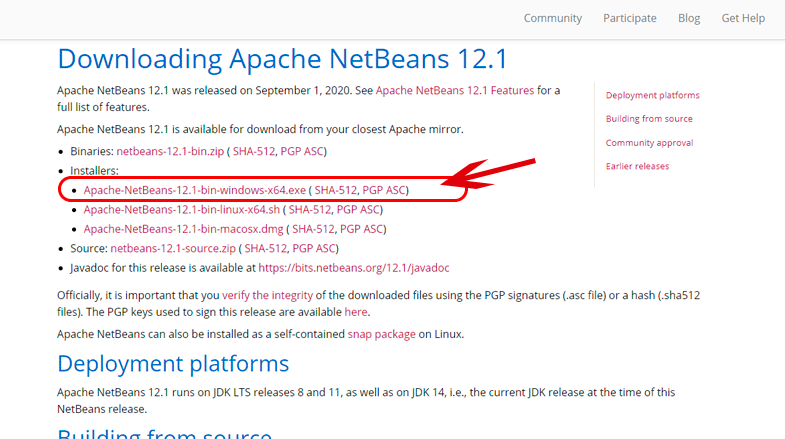 Community Participate Blog Get Help
Downloading Apache NetBeans 12.1
Apache NetBeans 12.1 was released on September 1, 2020. See Apache NetBeans 12.1 Features for a
full list of features.
Apache NetBeans 12.1 is available for download from your closest Apache mirror.
• Binaries: netbeans-12.1-bin.zip ( SHA-512, PGP ASC)
• Installers:
• Apache-NetBeans-12.1-bin-windows-x64.exe ( SHA-512, PGP ASC)
• Apache-NetBeans-12.1-bin-linux-x64.sh ( SHA-512, PGP ASC)
• Apache-NetBeans-12.1-bin-macosx.dmg ( SHA-512, PGP ASC)
• Source: netbeans-12.1-source.zip ( SHA-512, PGP ASC)
• Javadoc for this release is available at https://bits.netbeans.org/12.1/javadoc
Officially, it is important that you verify the integrity of the downloaded files using the PGP signatures (.asc file) or a hash (.sha512
files). The PGP keys used to sign this release are available here.
Apache NetBeans can also be installed as a self-contained snap package on Linux.
Deployment platforms
Apache NetBeans 12.1 runs on JDK LTS releases 8 and 11, as well as on JDK 14, i.e., the current JDK release at the time of this
NetBeans release.
Building from source
Deployment platforms
Building from source
Community approval
Earlier releases